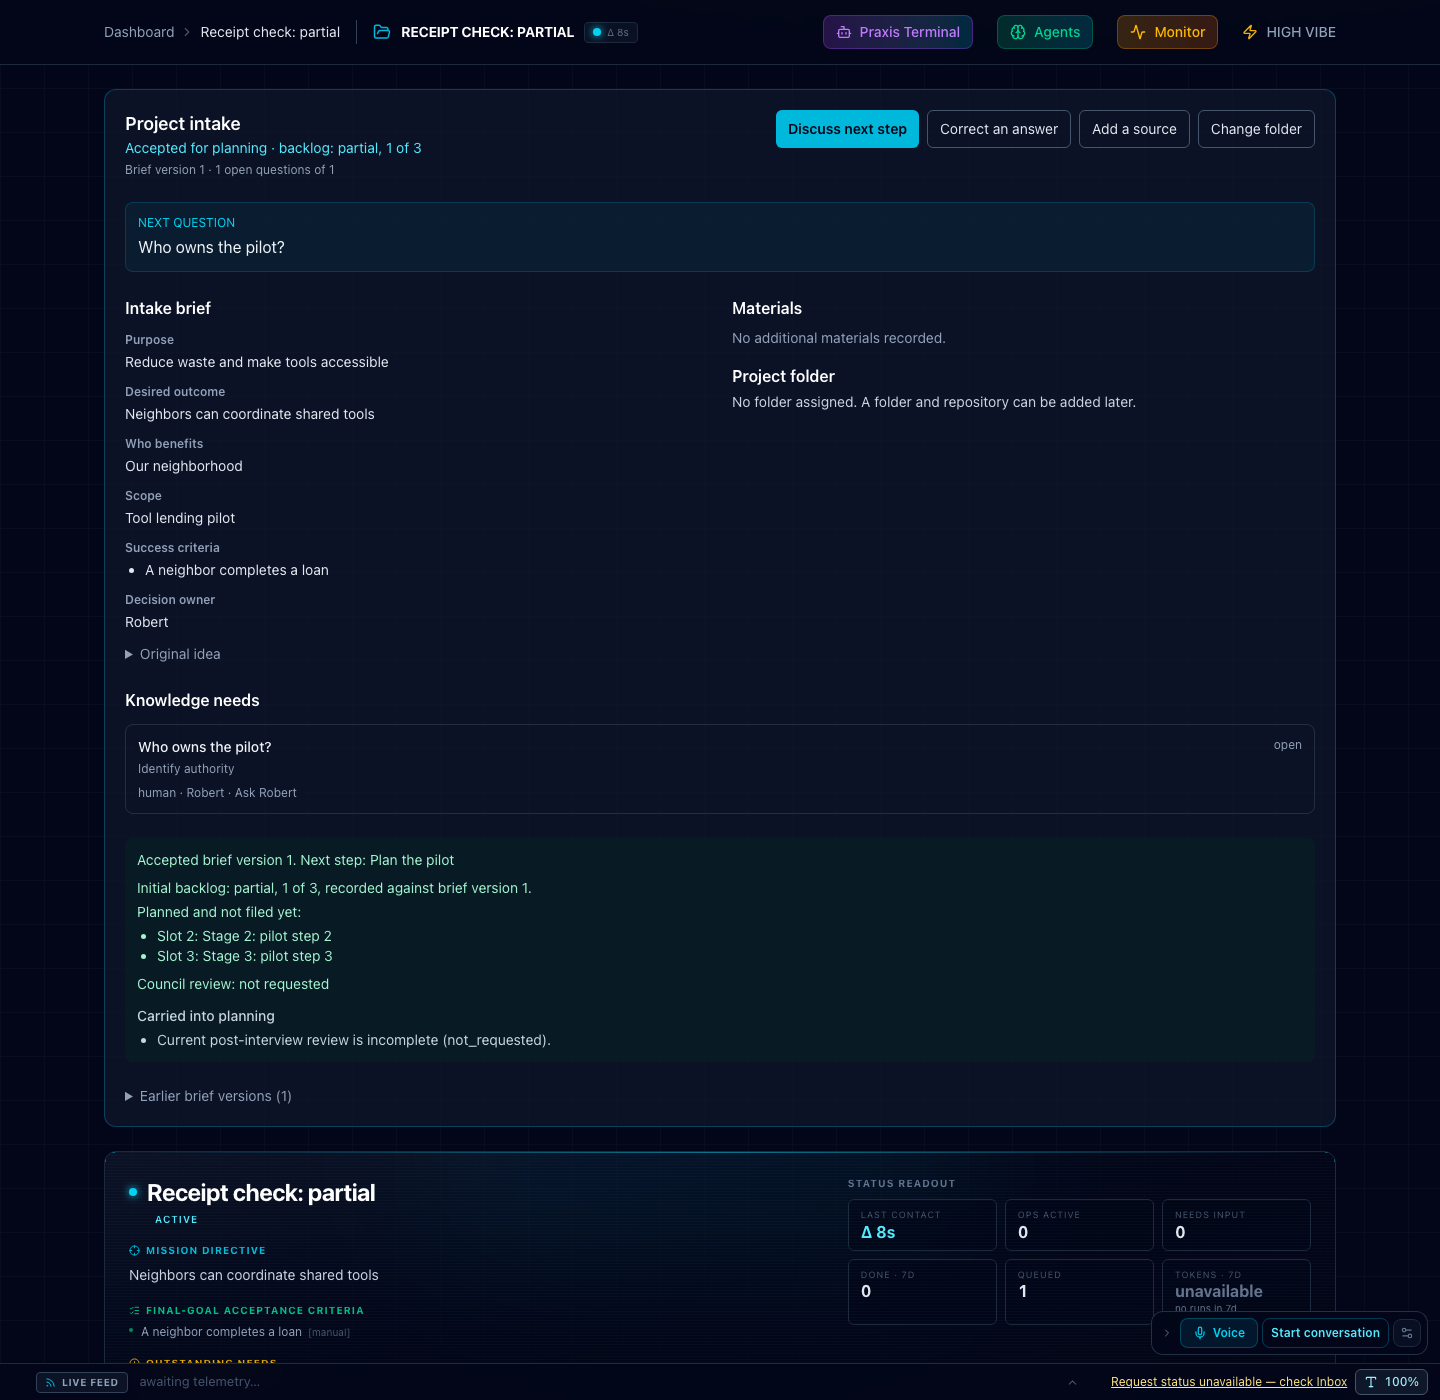 Dashboard > Receipt check: partial
RECEIPT CHECK: PARTIAL Δ 8s
Praxis Terminal
Agents
Monitor
HIGH VIBE
Project intake
Accepted for planning · backlog: partial, 1 of 3
Brief version 1 · 1 open questions of 1
Discuss next step
Correct an answer
Add a source
Change folder
NEXT QUESTION
Who owns the pilot?
Intake brief
Purpose
Reduce waste and make tools accessible
Desired outcome
Neighbors can coordinate shared tools
Who benefits
Our neighborhood
Scope
Tool lending pilot
Success criteria
• A neighbor completes a loan
Decision owner
Robert
Original idea
Materials
No additional materials recorded.
Project folder
No folder assigned. A folder and repository can be added later.
Knowledge needs
Who owns the pilot?
open
Identify authority
human · Robert · Ask Robert
Accepted brief version 1. Next step: Plan the pilot
Initial backlog: partial, 1 of 3, recorded against brief version 1.
Planned and not filed yet:
• Slot 2: Stage 2: pilot step 2
• Slot 3: Stage 3: pilot step 3
Council review: not requested
Carried into planning
• Current post-interview review is incomplete (not_requested).
Earlier brief versions (1)
Receipt check: partial
ACTIVE
MISSION DIRECTIVE
Neighbors can coordinate shared tools
FINAL-GOAL ACCEPTANCE CRITERIA
* A neighbor completes a loan [manual]
OUTSTANDING NEEDS
STATUS READOUT
LAST CONTACT
Δ 8s
OPS ACTIVE
0
NEEDS INPUT
0
DONE · 7D
0
QUEUED
1
TOKENS · 7D
unavailable
no runs in 7d
Voice
Start conversation
LIVE FEED
awaiting telemetry...
Request status unavailable — check Inbox
100%